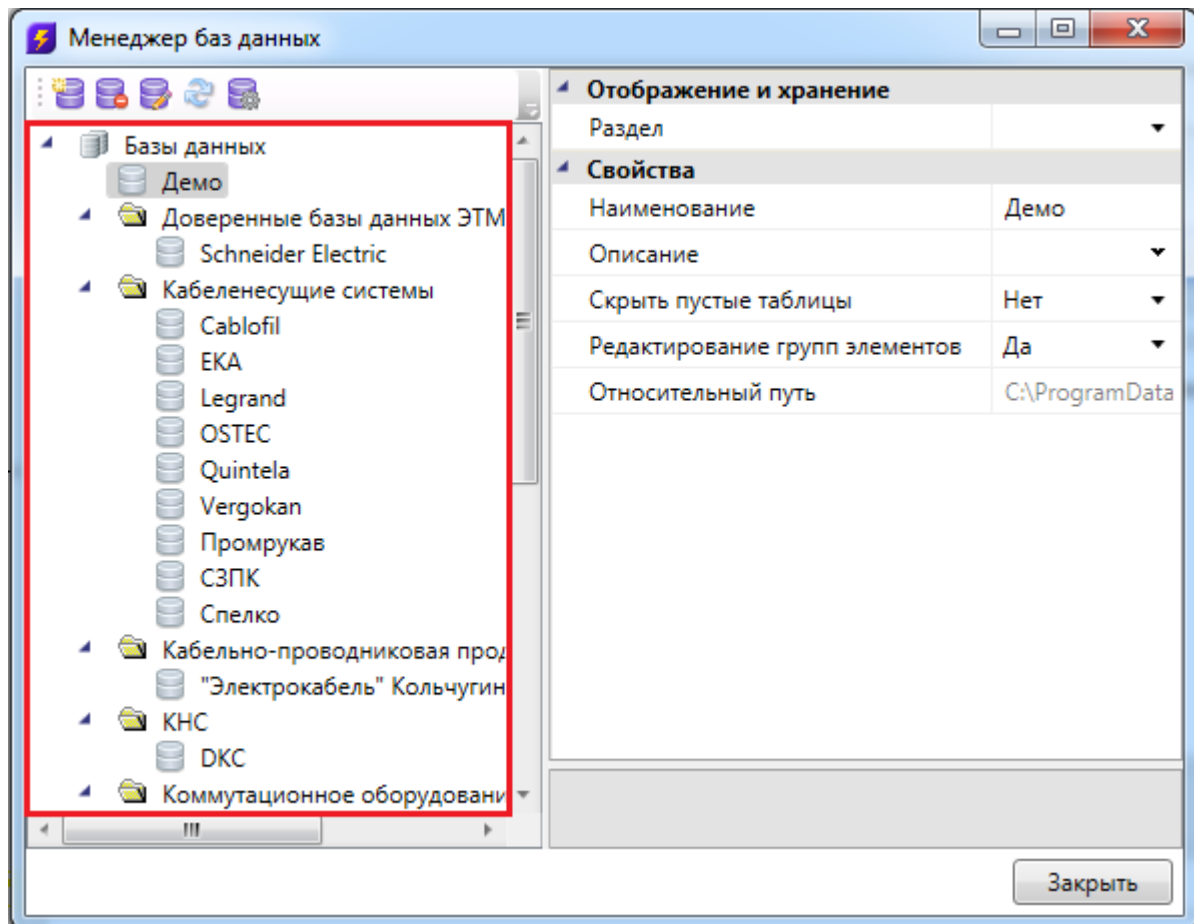 Менеджер баз данных
Базы данных
Демо
Доверенные базы данных ЭТМ
Schneider Electric
Кабеленесущие системы
Cablofil
EKA
Legrand
OSTEC
Quintela
Vergokan
Промрукав
СЗПК
Спелко
Кабельно-проводниковая прод
"Электрокабель" Кольчугин
КНС
DKC
Коммутационное оборудовани
Отображение и хранение
Раздел
Свойства
Наименование Демо
Описание
Скрыть пустые таблицы Нет
Редактирование групп элементов Да
Относительный путь C:\ProgramData
Закрыть